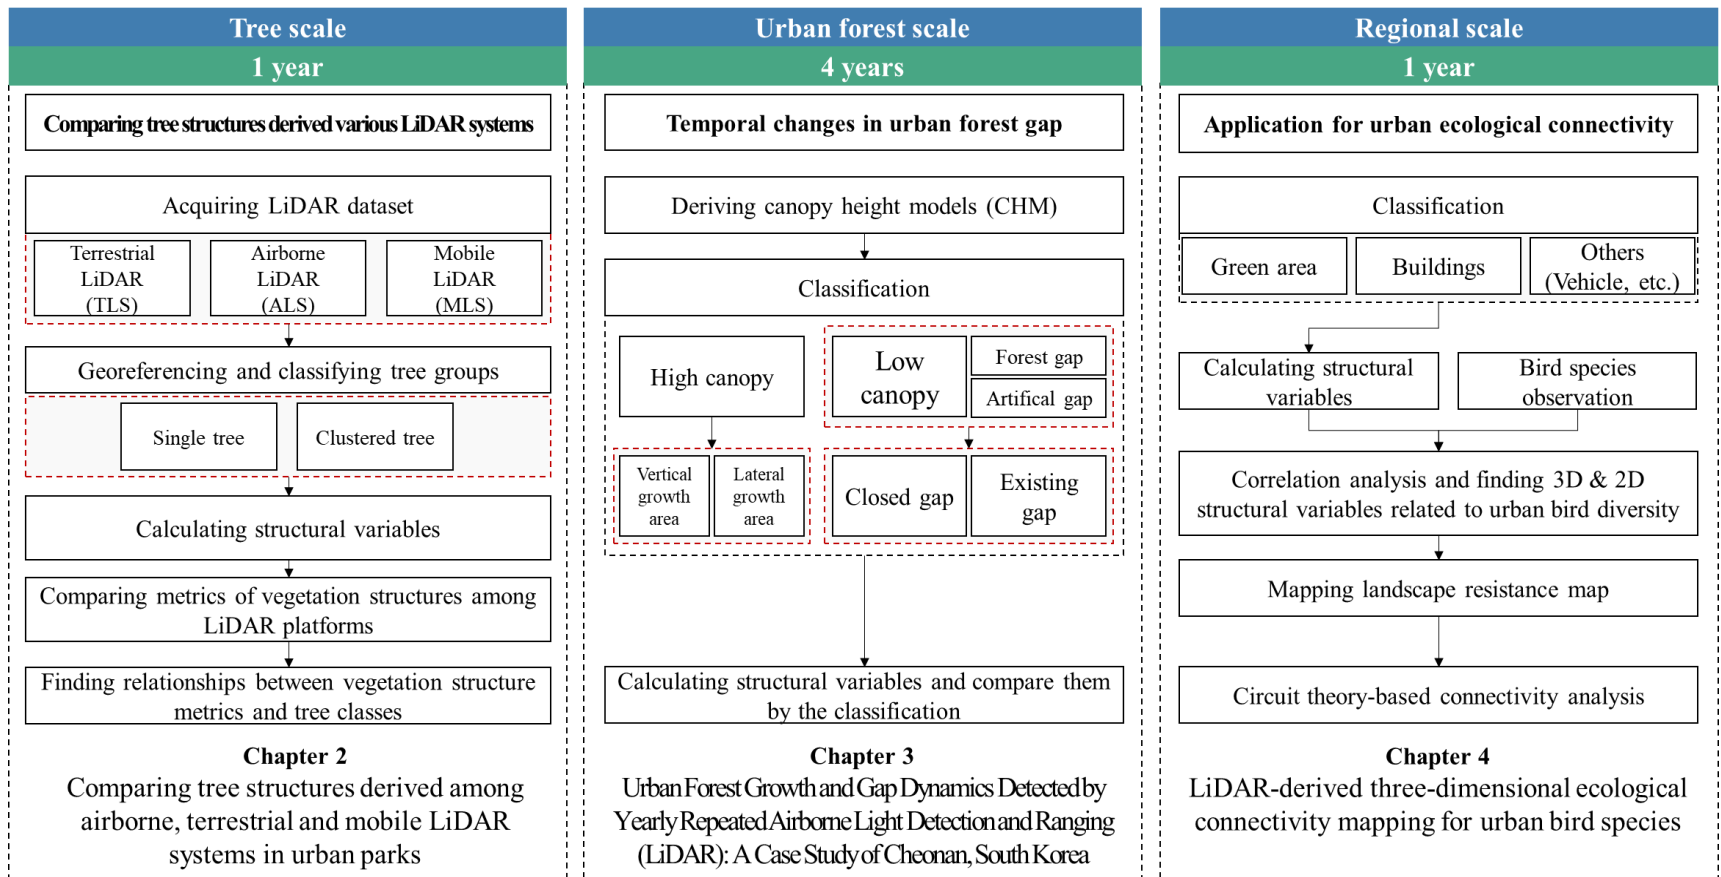 Tree scale
1 year
Comparing tree structures derived various LiDAR systems
Acquiring LiDAR dataset
Terrestrial
LiDAR
(TLS)
Airborne
LiDAR
(ALS)
Mobile
LiDAR
(MLS)
Georeferencing and classifying tree groups
Single tree
Clustered tree
Calculating structural variables
Comparing metrics of vegetation structures among
LiDAR platforms
Finding relationships between vegetation structure
metrics and tree classes
Chapter 2
Comparing tree structures derived among
airborne, terrestrial and mobile LiDAR
systems in urban parks
Urban forest scale
4 years
Temporal changes in urban forest gap
Deriving canopy height models (CHM)
Classification
High canopy
Low
canopy
Forest gap
Artifical gap
Vertical
growth
area
Lateral
growth
area
Closed gap
Existing
gap
Calculating structural variables and compare them
by the classification
Chapter 3
Urban Forest Growth and Gap Dynamics Detected by
Yearly Repeated Airborne Light Detection and Ranging
(LiDAR): A Case Study of Cheonan, South Korea
Regional scale
1 year
Application for urban ecological connectivity
Classification
Green area
Buildings
Others
(Vehicle, etc.)
Calculating structural
variables
Bird species
observation
Correlation analysis and finding 3D & 2D
structural variables related to urban bird diversity
Mapping landscape resistance map
Circuit theory-based connectivity analysis
Chapter 4
LiDAR-derived three-dimensional ecological
connectivity mapping for urban bird species